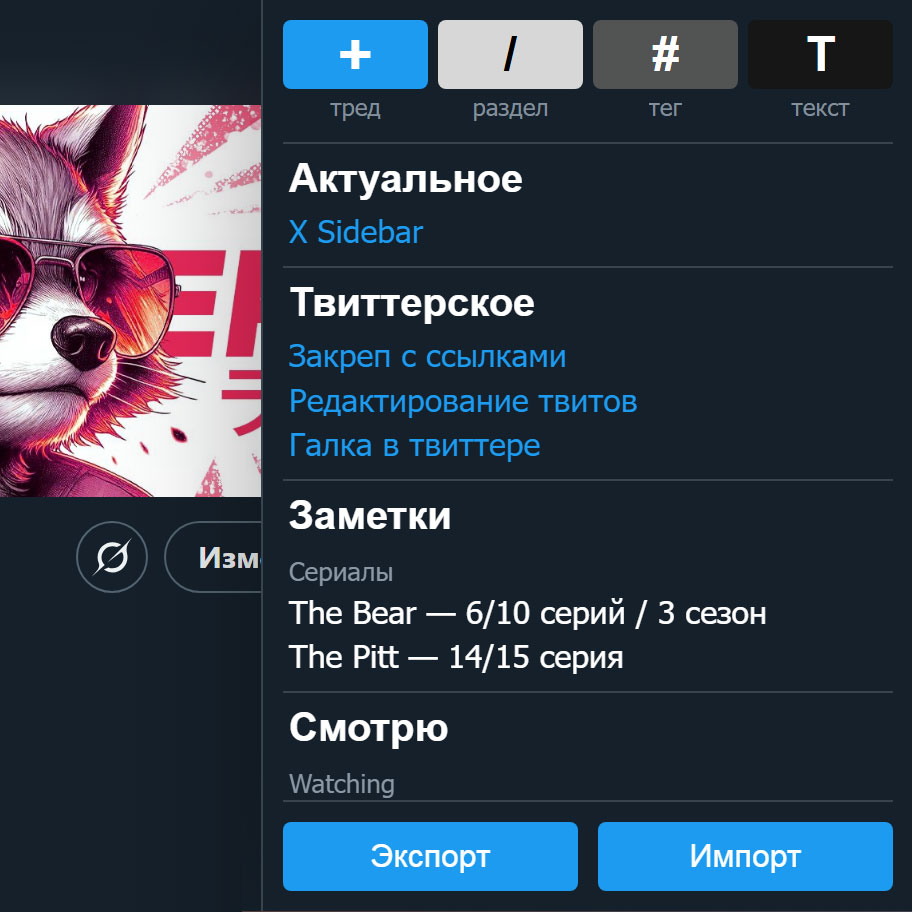 + / # T
тред раздел тег текст
Актуальное
X Sidebar
Твиттерское
Закреп с ссылками
Редактирование твитов
Галка в твиттере
Заметки
Сериалы
The Bear — 6/10 серий / 3 сезон
The Pitt — 14/15 серия
Смотрю
Watching
Экспорт Импорт